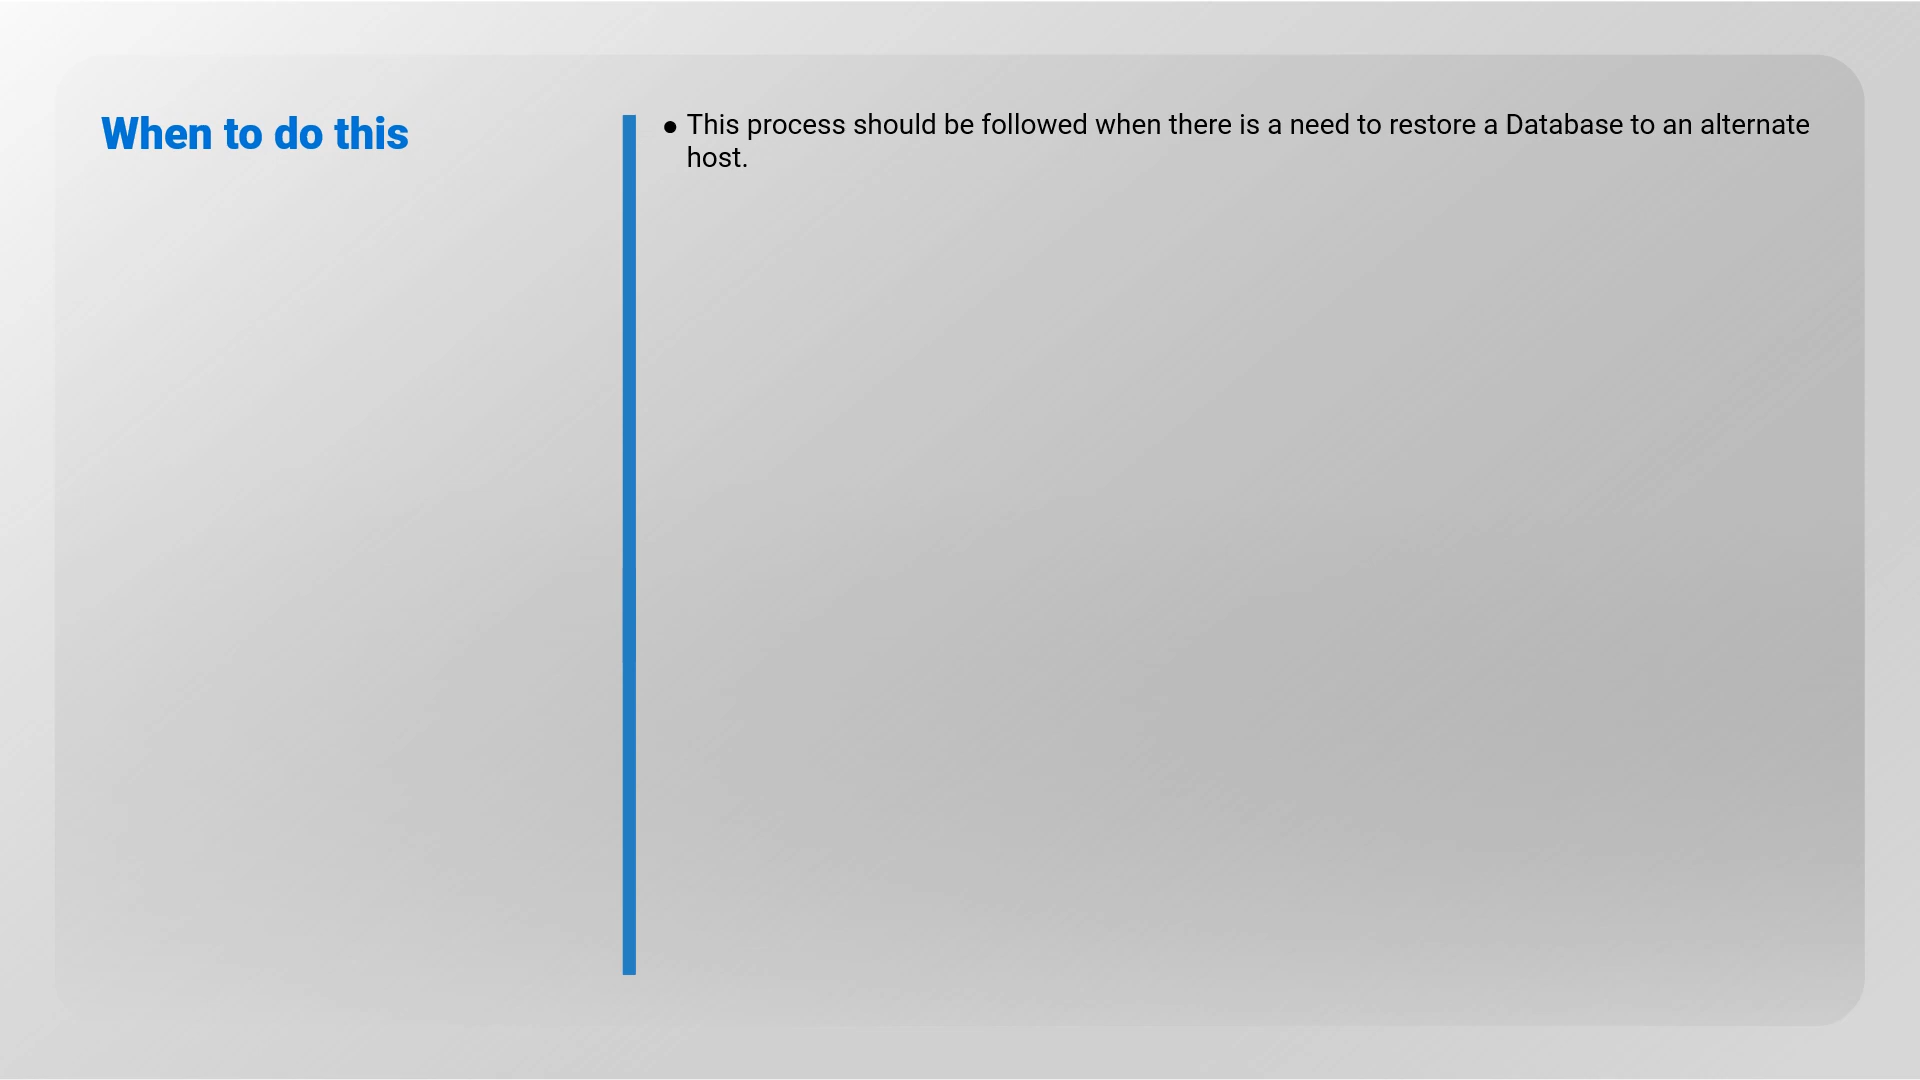 When to do this
● This process should be followed when there is a need to restore a Database to an alternate
host.